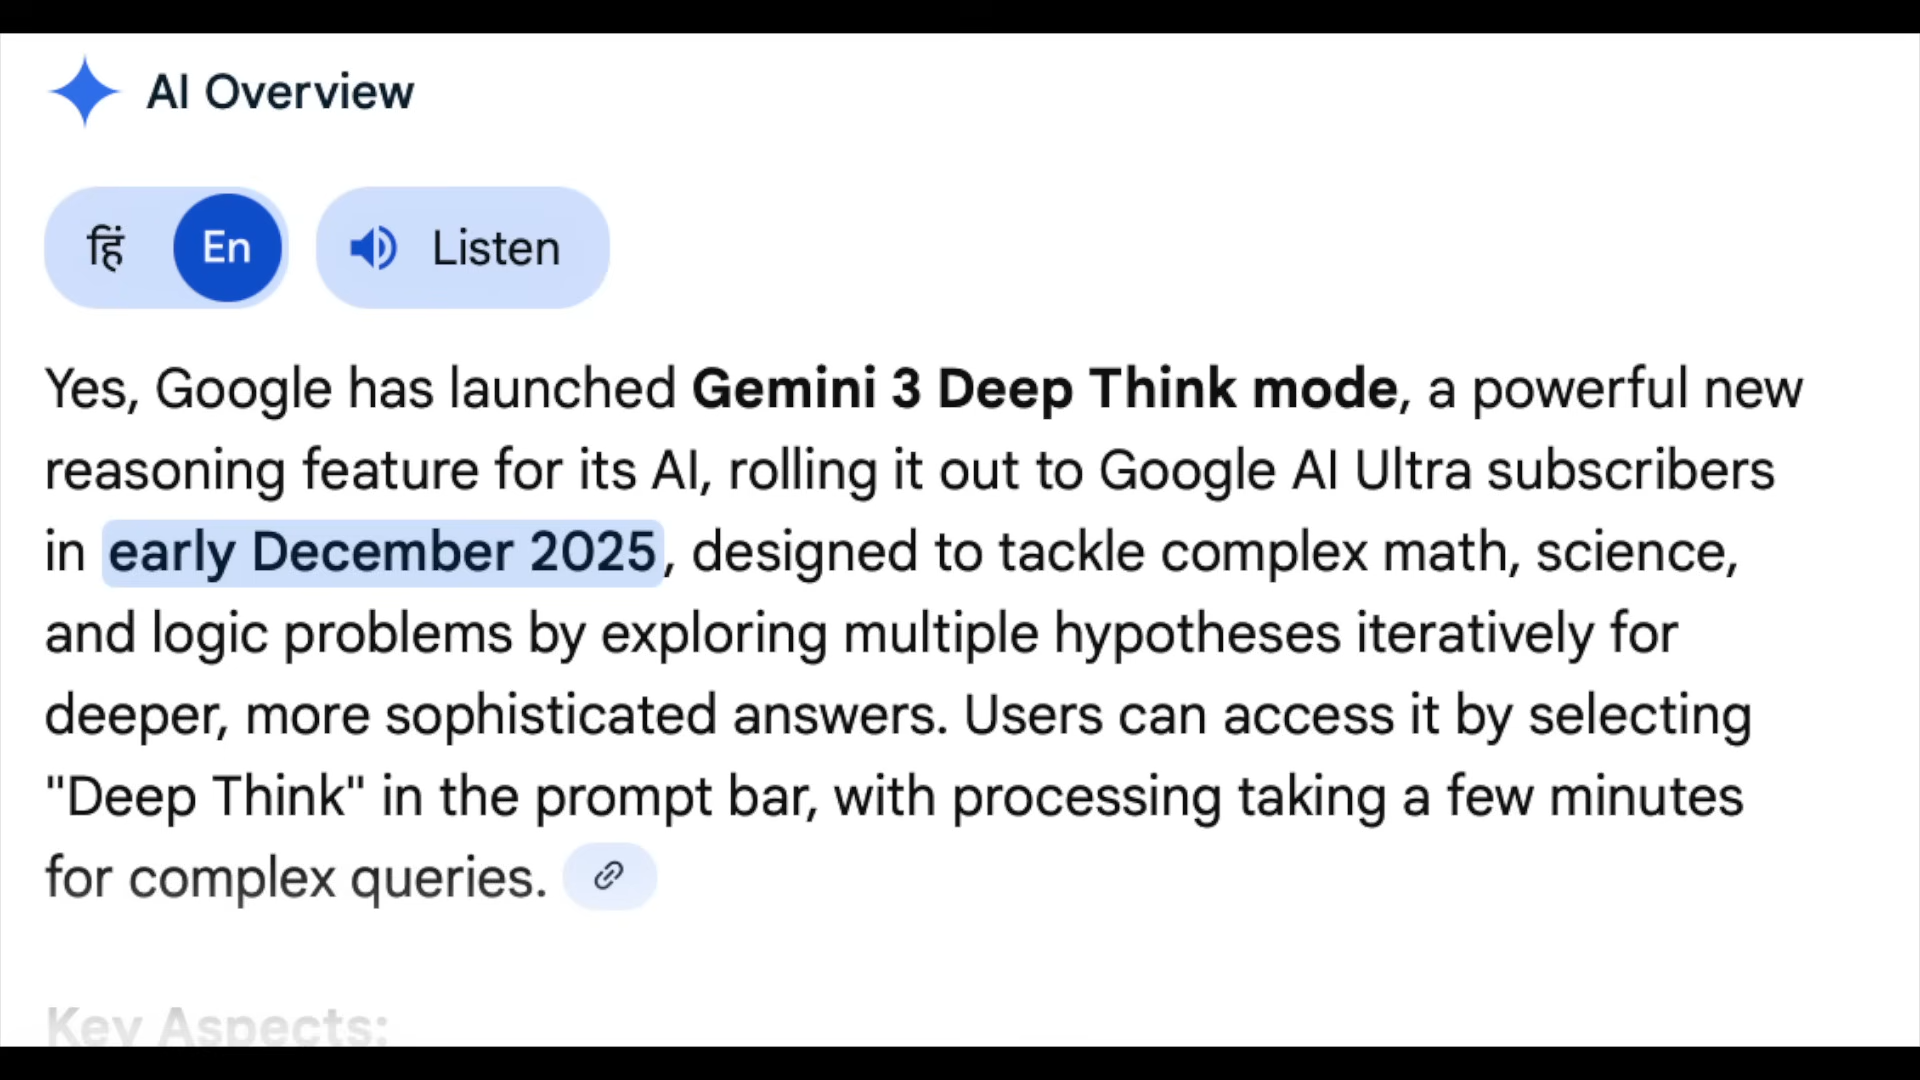 AI Overview
हिं En Listen
Yes, Google has launched Gemini 3 Deep Think mode, a powerful new
reasoning feature for its AI, rolling it out to Google AI Ultra subscribers
in early December 2025, designed to tackle complex math, science,
and logic problems by exploring multiple hypotheses iteratively for
deeper, more sophisticated answers. Users can access it by selecting
"Deep Think" in the prompt bar, with processing taking a few minutes
for complex queries.
Key Aspects: